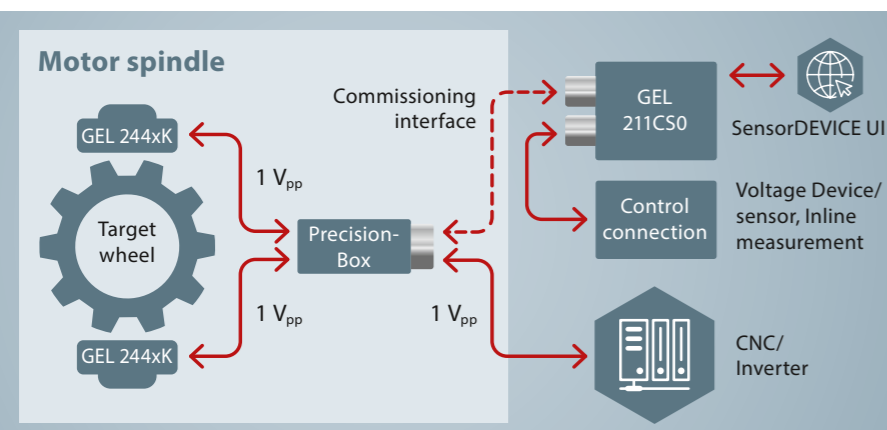 Motor spindle
GEL 244xK
1 Vpp
Target
wheel
Precision-
Box
1 Vpp
GEL 244xK
1 Vpp
Commissioning
interface
GEL
211CS0
SensorDEVICE UI
Control
connection
Voltage Device/
sensor, Inline
measurement
CNC/
Inverter